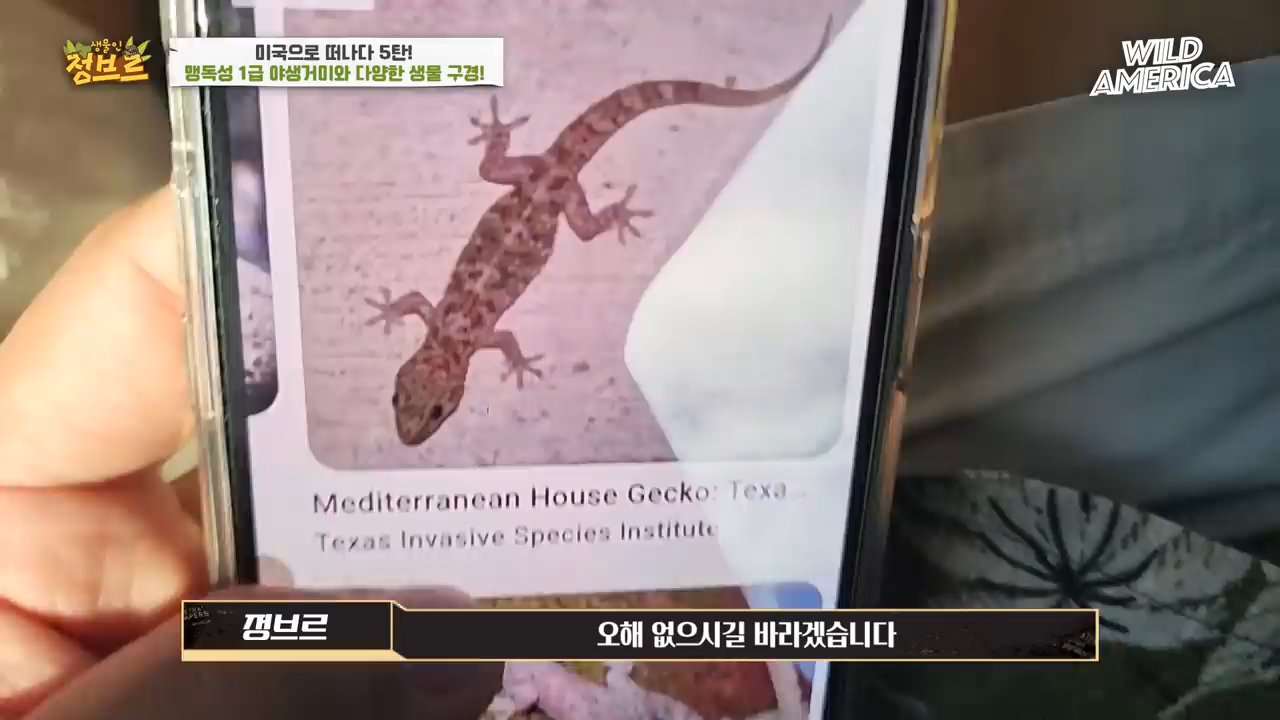 생물인
정브르
미국으로 떠나다 5탄!
맹독성 1급 야생거미와 다양한 생물 구경!
WILD
AMERICA
Mediterranean House Gecko: Texa...
Texas Invasive Species Institute
정브르
오해 없으시길 바라겠습니다